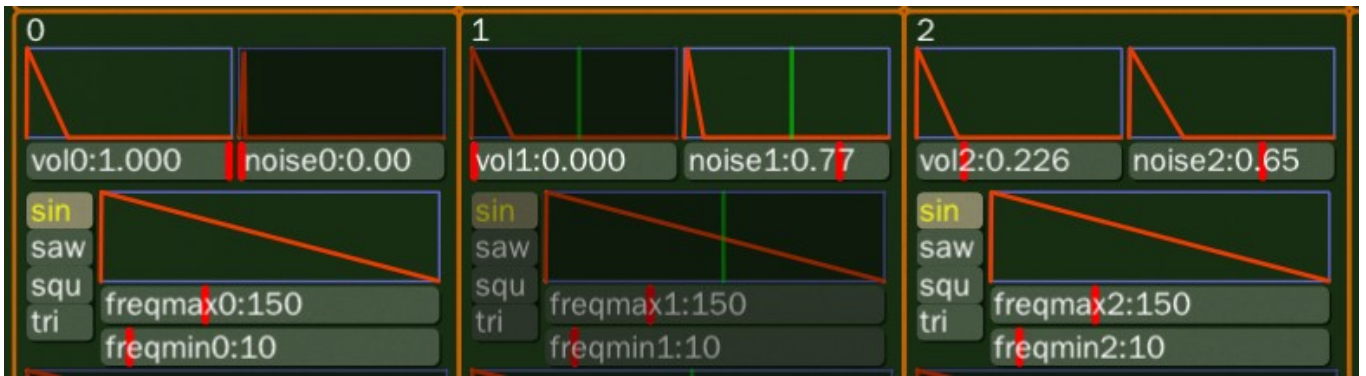 0
vol0:1.000 noise0:0.00
sin
saw
squ
tri
freqmax0:150
freqmin0:10
1
vol1:0.000 noise1:0.77
sin
saw
squ
tri
freqmax1:150
freqmin1:10
2
vol2:0.226 noise2:0.65
sin
saw
squ
tri
freqmax2:150
freqmin2:10